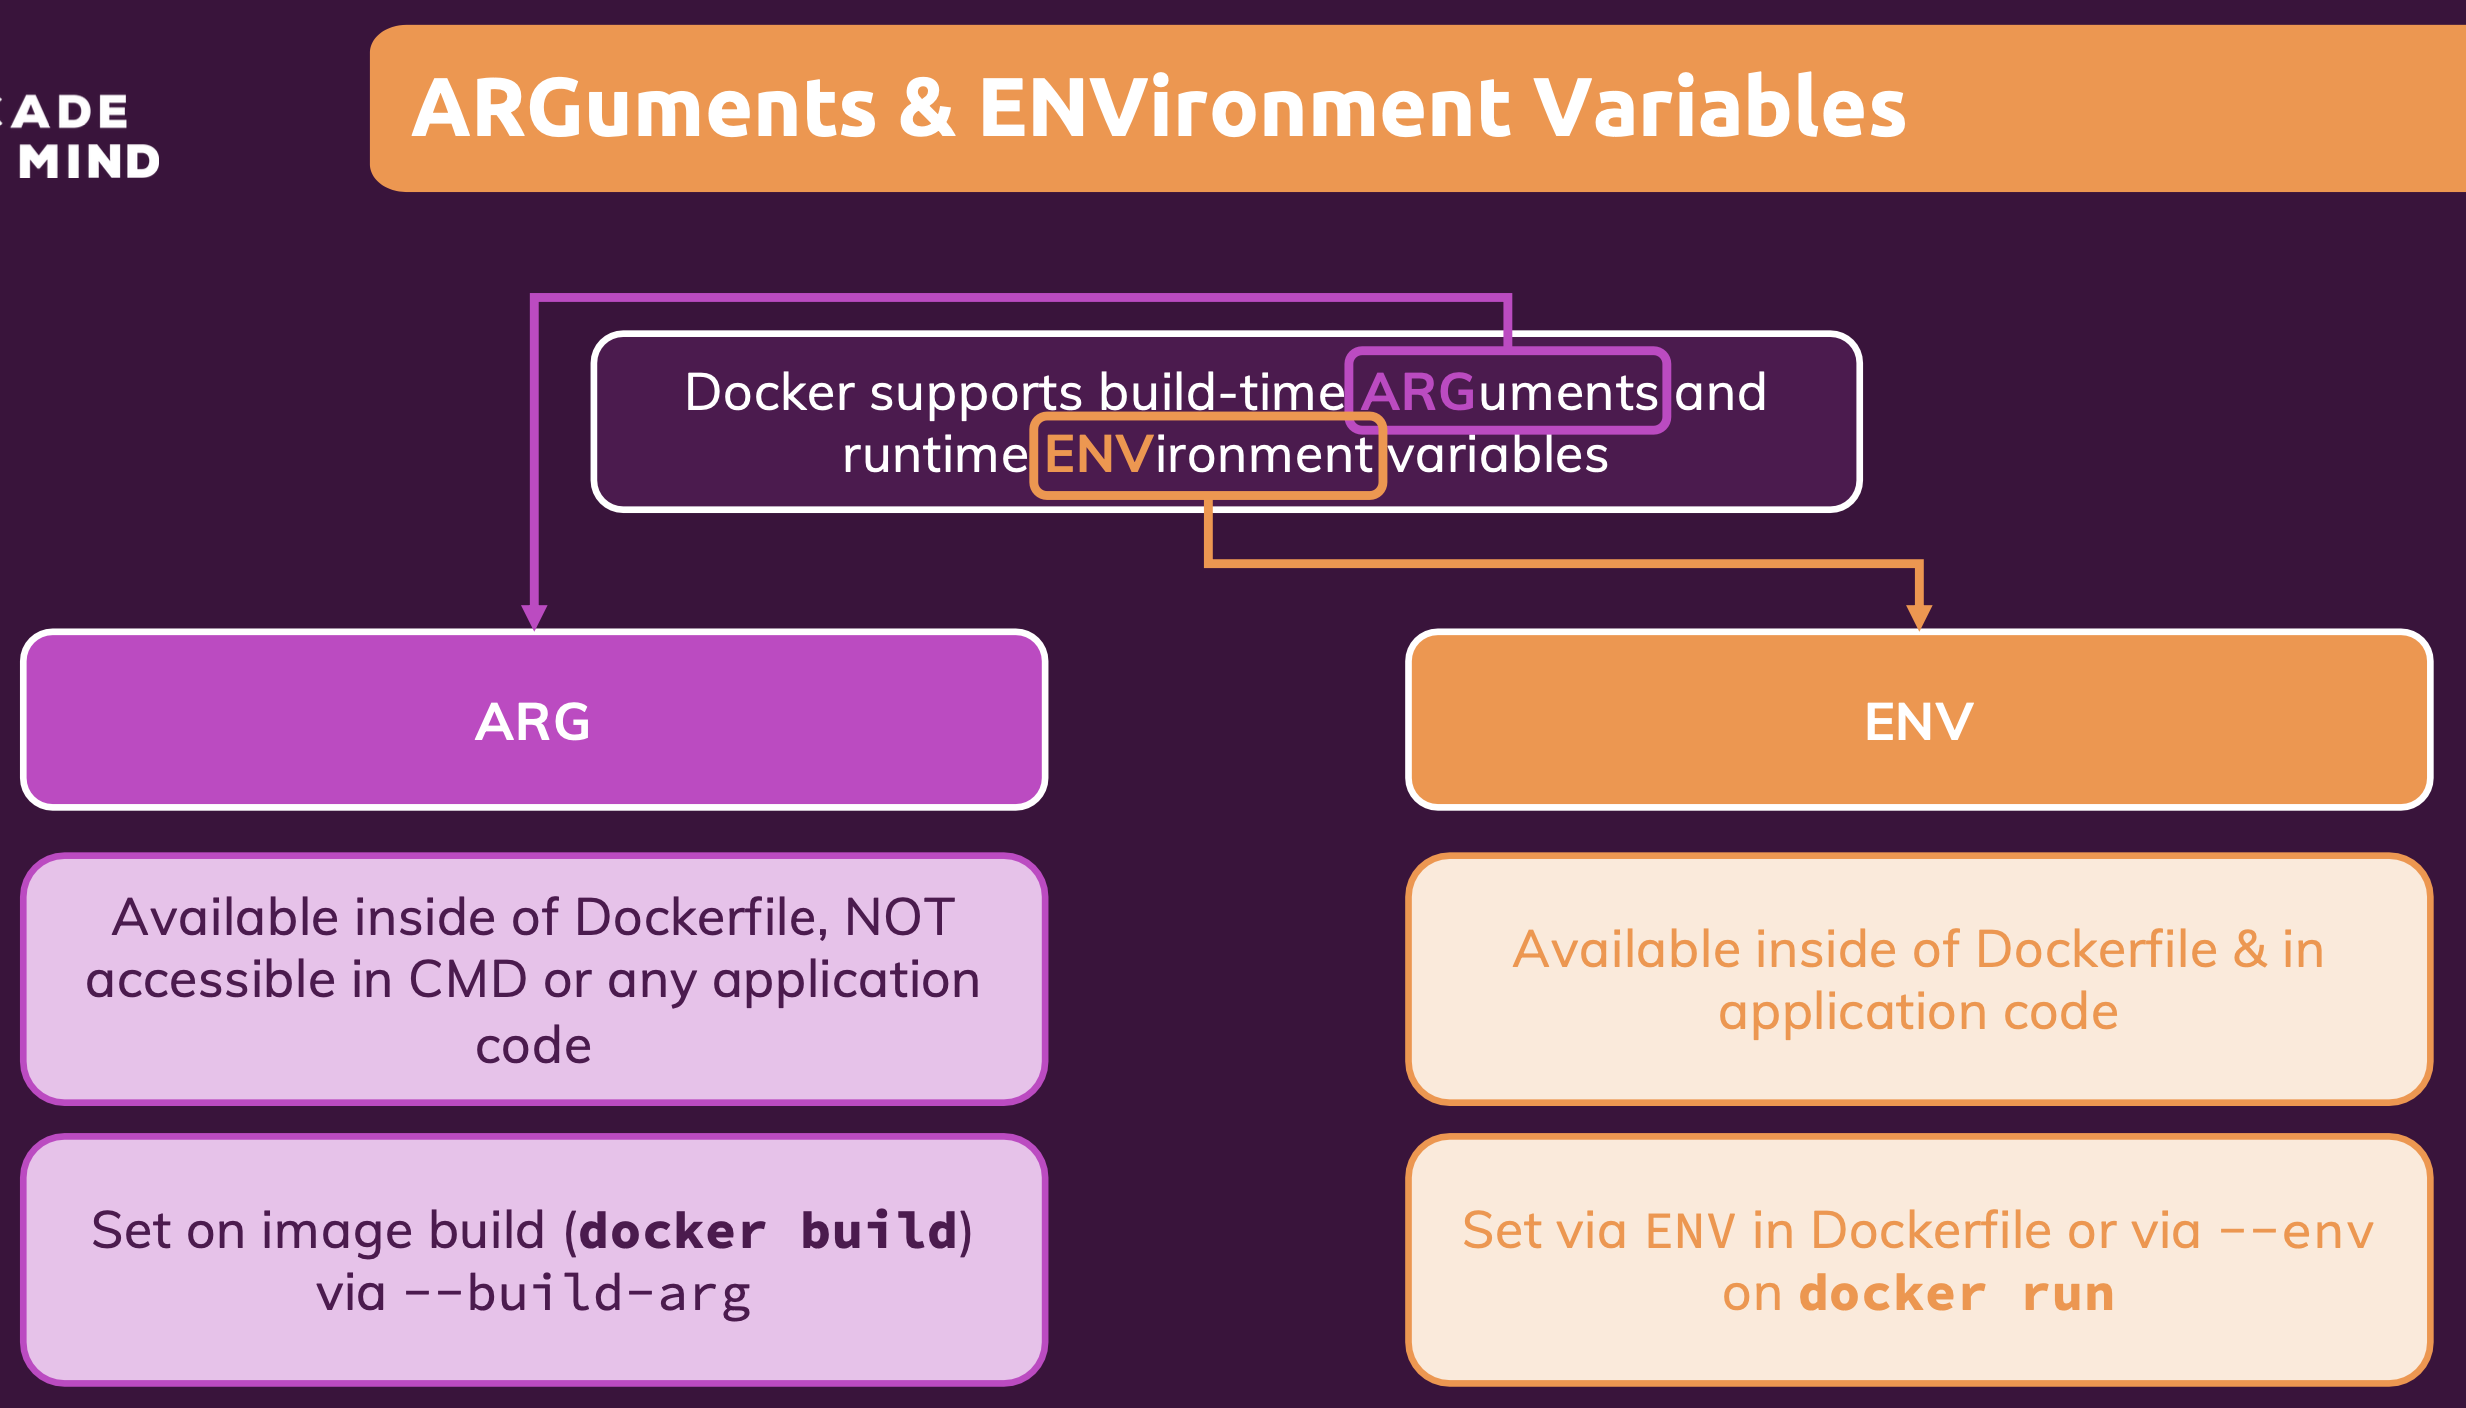 CADE
MIND
ARGuments & ENVironment Variables
Docker supports build-time ARGuments and
runtime ENVironment variables
ARG
Available inside of Dockerfile, NOT
accessible in CMD or any application
code
Set on image build (docker build)
via --build-arg
ENV
Available inside of Dockerfile & in
application code
Set via ENV in Dockerfile or via --env
on docker run